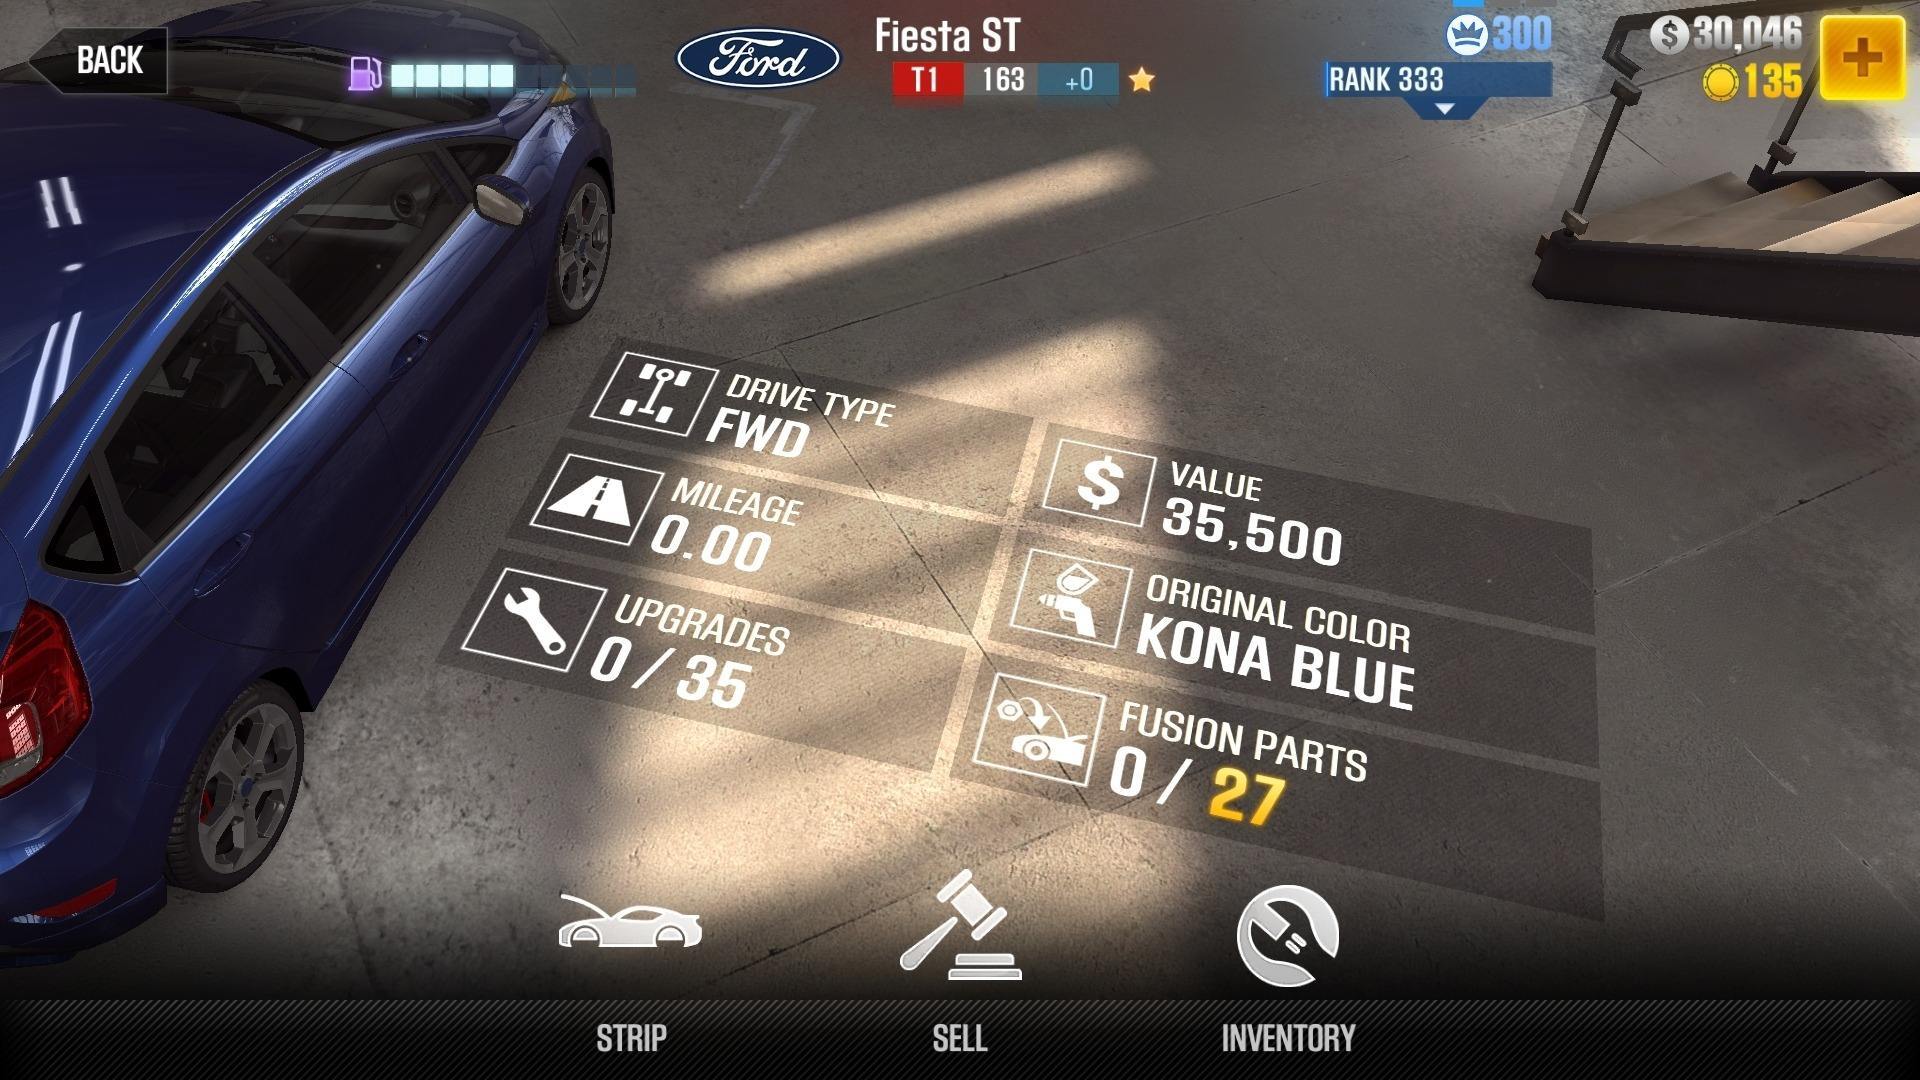 BACK
Ford
Fiesta ST
T1 163 +0
300
RANK 333
$ 30,046
135
DRIVE TYPE
FWD
MILEAGE
0.00
UPGRADES
0 / 35
$ VALUE
35,500
ORIGINAL COLOR
KONA BLUE
FUSION PARTS
0 / 27
STRIP
SELL
INVENTORY